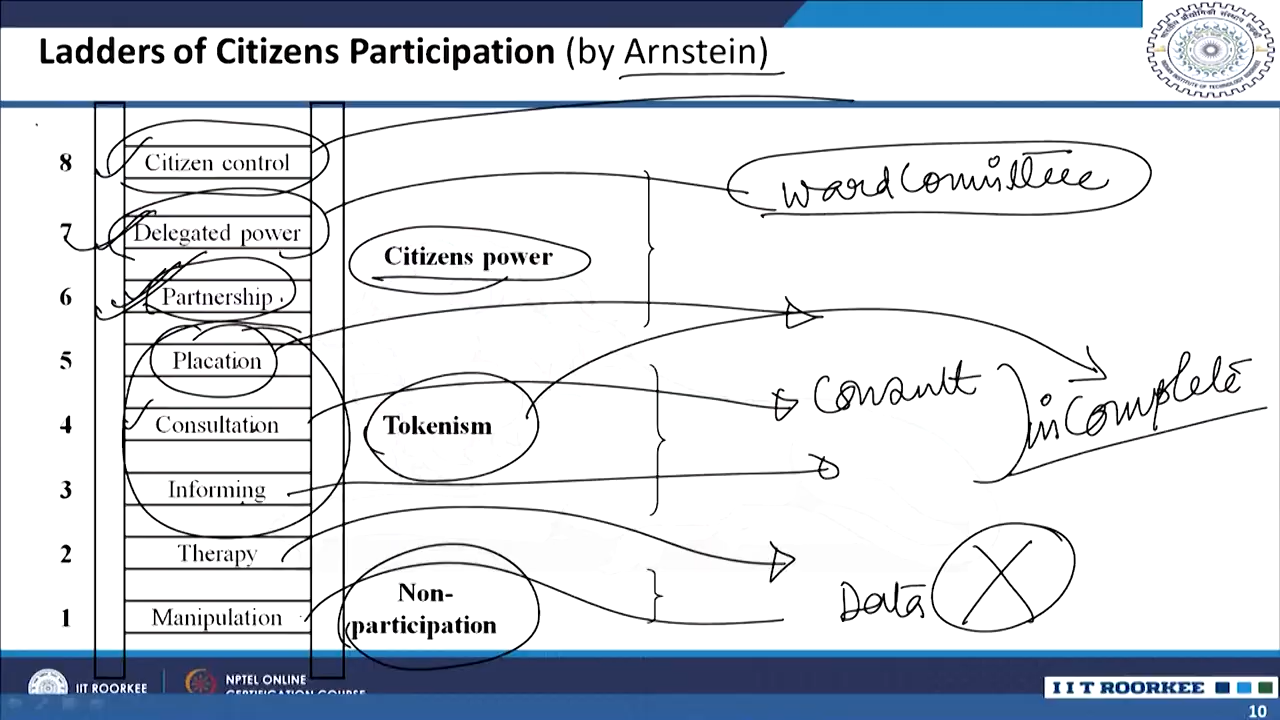 Ladders of Citizens Participation (by Arnstein)
8 Citizen control
ward Committee
7 Delegated power
Citizens power
6 Partnership
5 Placation
Consult
incomplete
4 Consultation
Tokenism
3 Informing
2 Therapy
Data
Non-
participation
1 Manipulation
IIT ROORKEE
NPTEL ONLINE
CERTIFICATION COURSE
IIT ROORKEE
10